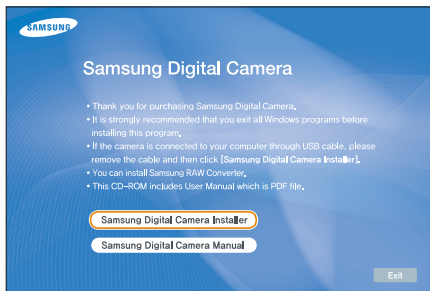 SAMSUNG
Samsung Digital Camera
• Thank you for purchasing Samsung Digital Camera.
• It is strongly recommended that you exit all Windows programs before
installing this program.
• If the camera is connected to your computer through USB cable, please
remove the cable and then click [Samsung Digital Camera Installer].
• You can install Samsung RAW Converter.
• This CD-ROM includes User Manual which is PDF file.
Samsung Digital Camera Installer
Samsung Digital Camera Manual
Exit